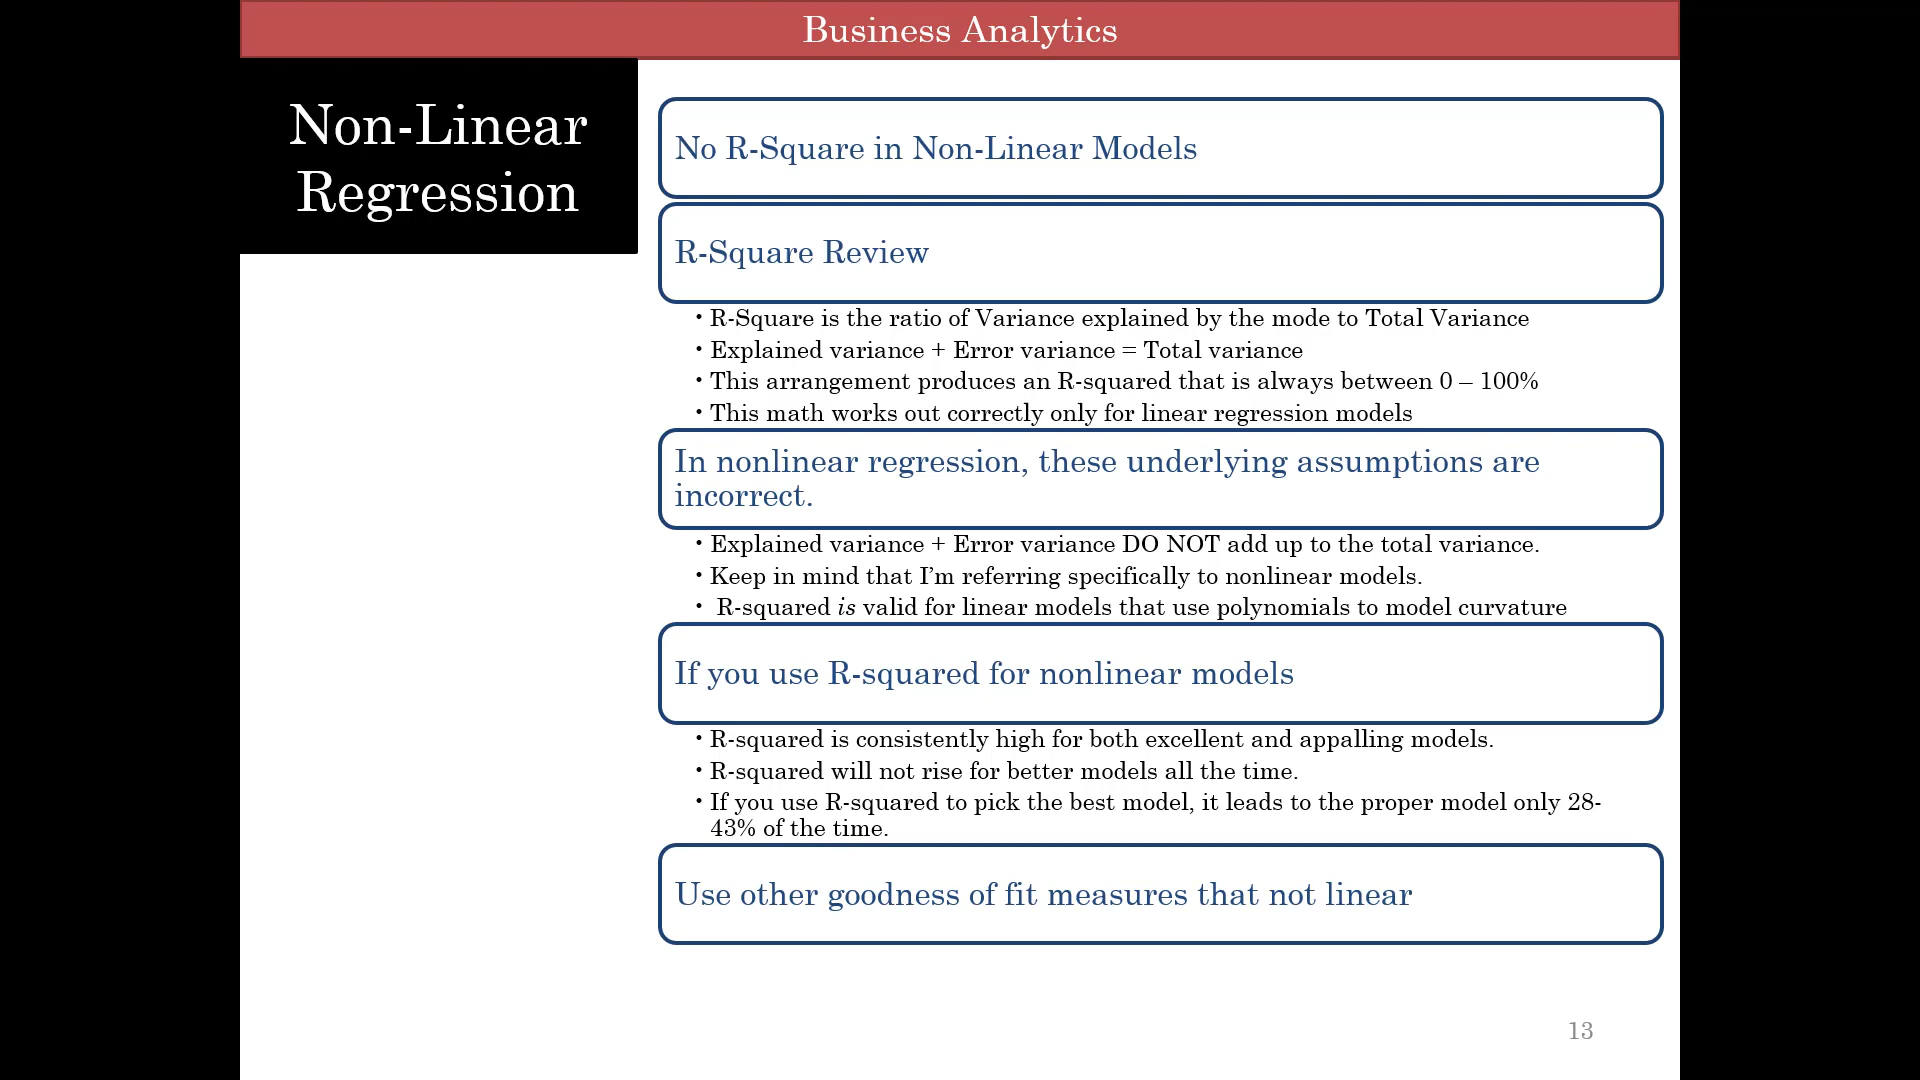 Business Analytics
Non-Linear
Regression
No R-Square in Non-Linear Models
R-Square Review
• R-Square is the ratio of Variance explained by the mode to Total Variance
• Explained variance + Error variance = Total variance
• This arrangement produces an R-squared that is always between 0 – 100%
• This math works out correctly only for linear regression models
In nonlinear regression, these underlying assumptions are
incorrect.
• Explained variance + Error variance DO NOT add up to the total variance.
• Keep in mind that I’m referring specifically to nonlinear models.
• R-squared is valid for linear models that use polynomials to model curvature
If you use R-squared for nonlinear models
• R-squared is consistently high for both excellent and appalling models.
• R-squared will not rise for better models all the time.
• If you use R-squared to pick the best model, it leads to the proper model only 28-
43% of the time.
Use other goodness of fit measures that not linear
13